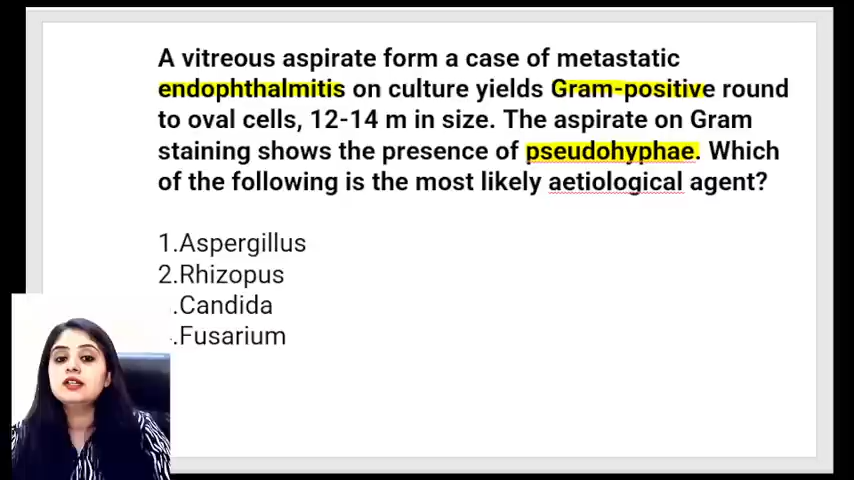 A vitreous aspirate form a case of metastatic
endophthalmitis on culture yields Gram-positive round
to oval cells, 12-14 m in size. The aspirate on Gram
staining shows the presence of pseudohyphae. Which
of the following is the most likely aetiological agent?
1.Aspergillus
2.Rhizopus
.Candida
.Fusarium